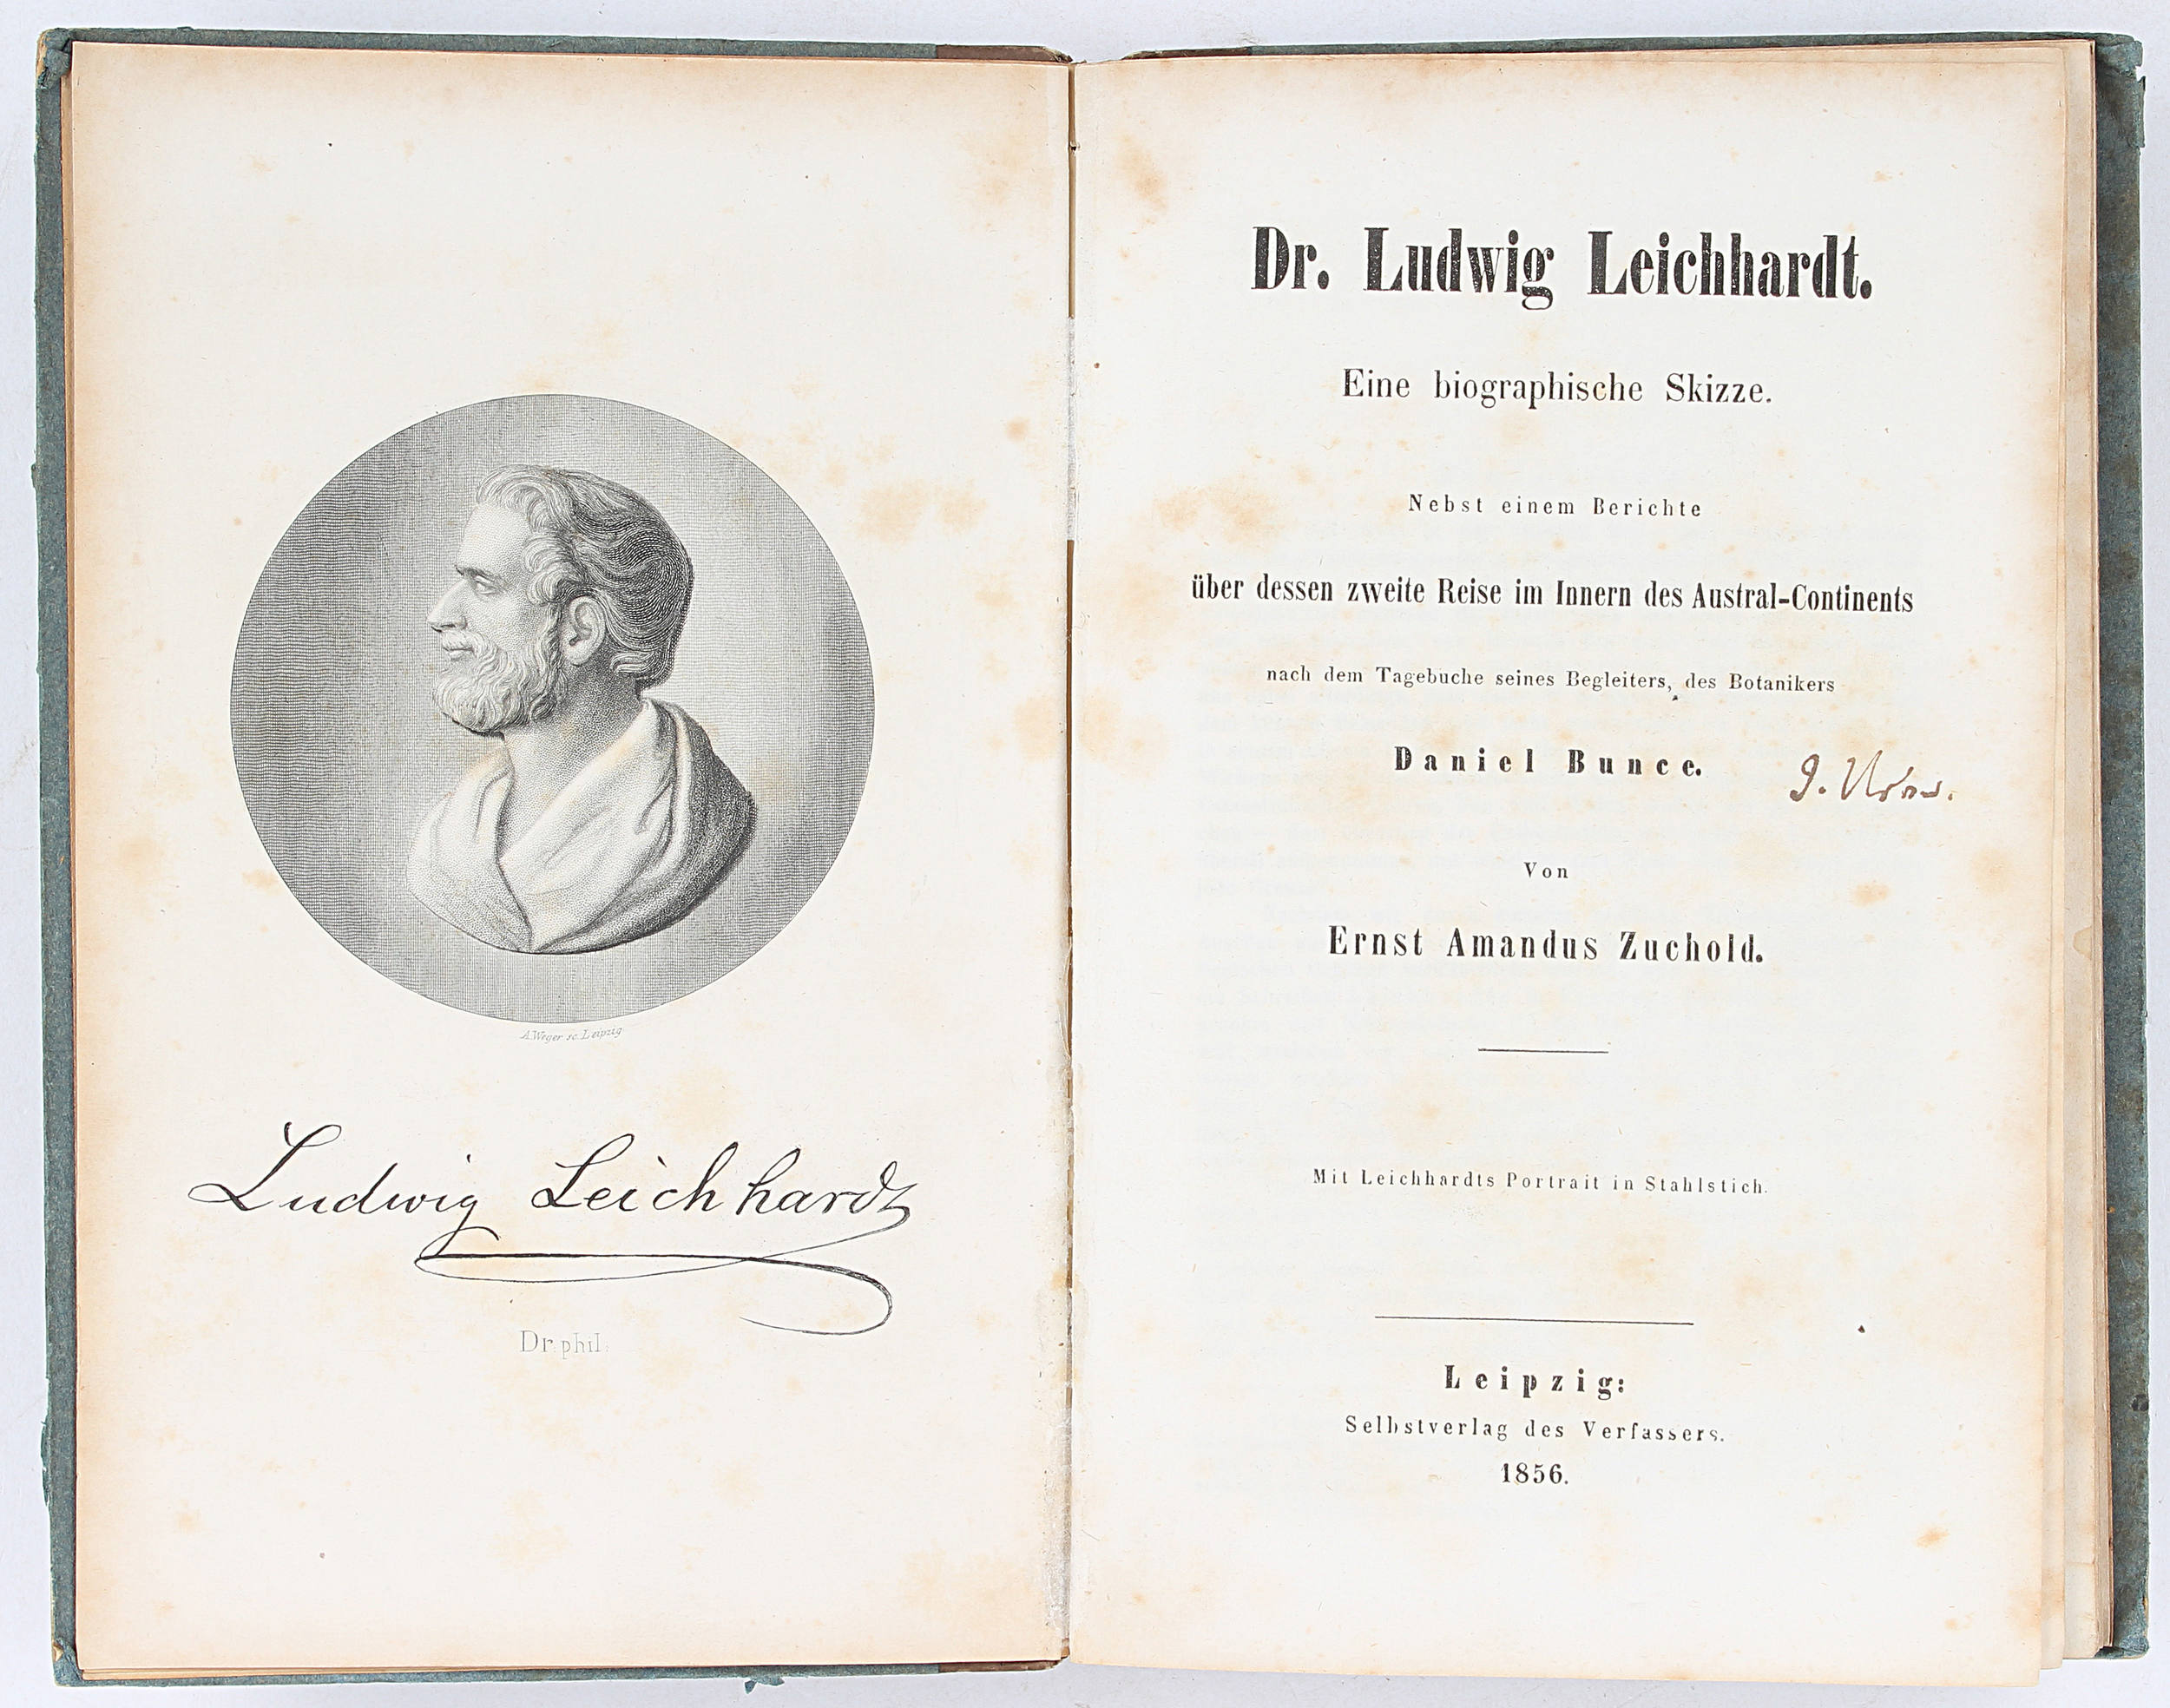 A.Weger sc. Leipzig
Ludwig Leichhardt
Dr. phil.
Dr. Ludwig Leichhardt.
Eine biographische Skizze.
Nebst einem Berichte
über dessen zweite Reise im Innern des Austral-Continents
nach dem Tagebuche seines Begleiters, des Botanikers
Daniel Bunce.
Von
Ernst Amandus Zuchold.
Mit Leichhardts Portrait in Stahlstich.
Leipzig:
Selbstverlag des Verfassers.
1856.